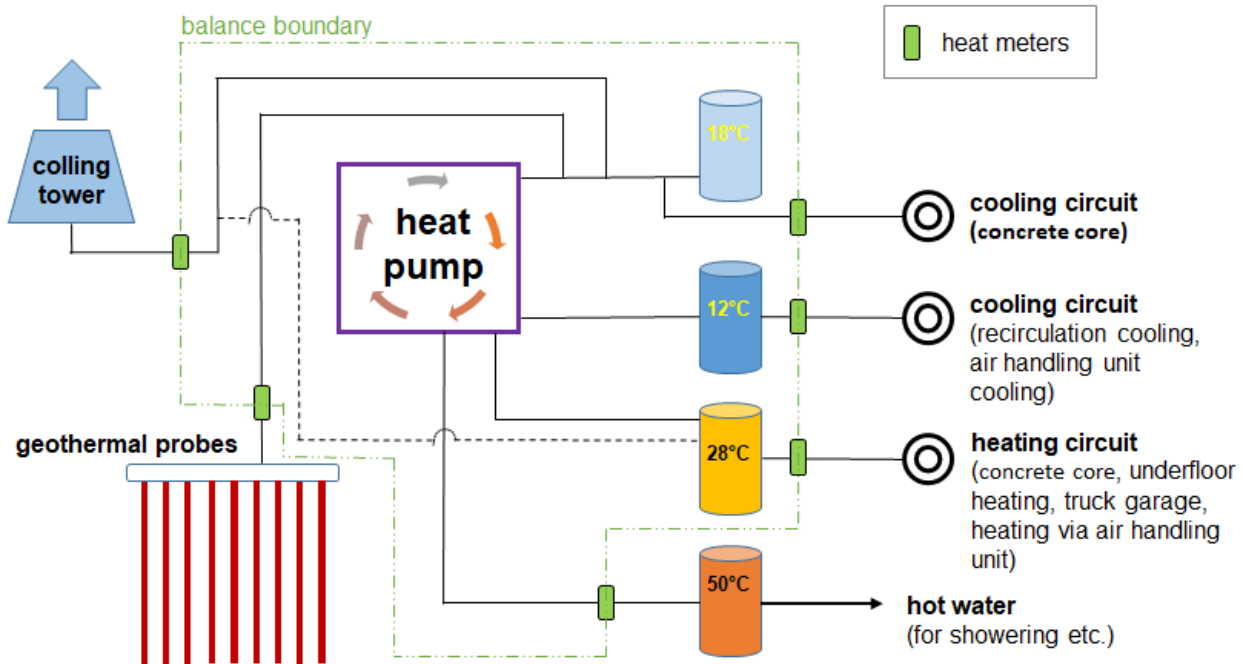 balance boundary
heat meters
colling
tower
18°C
heat
pump
cooling circuit
(concrete core)
12°C
cooling circuit
(recirculation cooling,
air handling unit
cooling)
geothermal probes
28°C
heating circuit
(concrete core, underfloor
heating, truck garage,
heating via air handling
unit)
50°C
hot water
(for showering etc.)